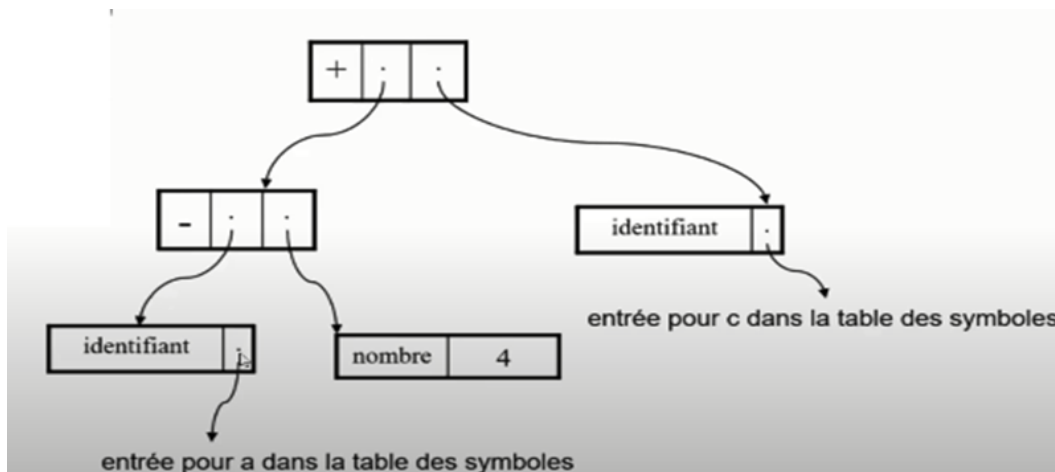 +
-
identifiant
identifiant
entrée pour c dans la table des symboles
nombre 4
entrée pour a dans la table des symboles